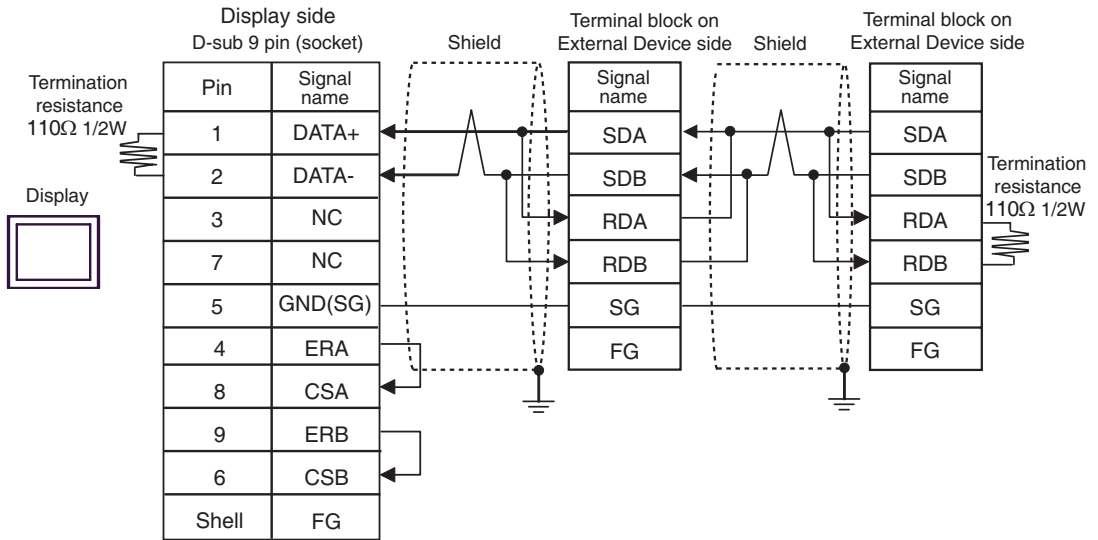 Display side
D-sub 9 pin (socket)
Shield
Terminal block on
External Device side
Shield
Terminal block on
External Device side
Termination
resistance
110Ω 1/2W
Display
Pin
Signal
name
1
DATA+
2
DATA-
3
NC
7
NC
5
GND(SG)
4
ERA
8
CSA
9
ERB
6
CSB
Shell
FG
Signal
name
SDA
SDB
RDA
RDB
SG
FG
Signal
name
SDA
SDB
RDA
RDB
SG
FG
Termination
resistance
110Ω 1/2W